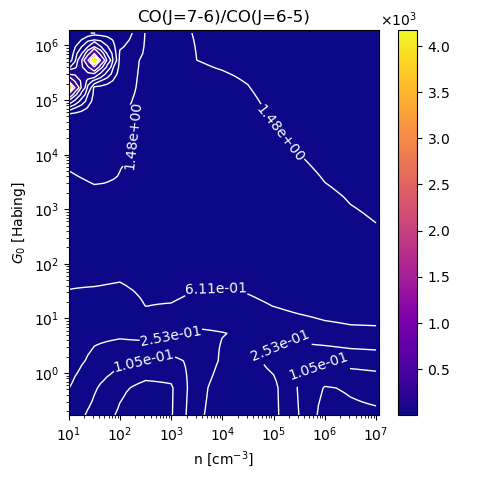 CO(J=7-6)/CO(J=6-5)
×10³
10⁶
10⁵
10⁴
10³
10²
10¹
10⁰
G₀ [Habing]
1.48e+00
1.48e+00
6.11e-01
2.53e-01
2.53e-01
1.05e-01
1.05e-01
10¹ 10² 10³ 10⁴ 10⁵ 10⁶ 10⁷
n [cm⁻³]
4.0
3.5
3.0
2.5
2.0
1.5
1.0
0.5